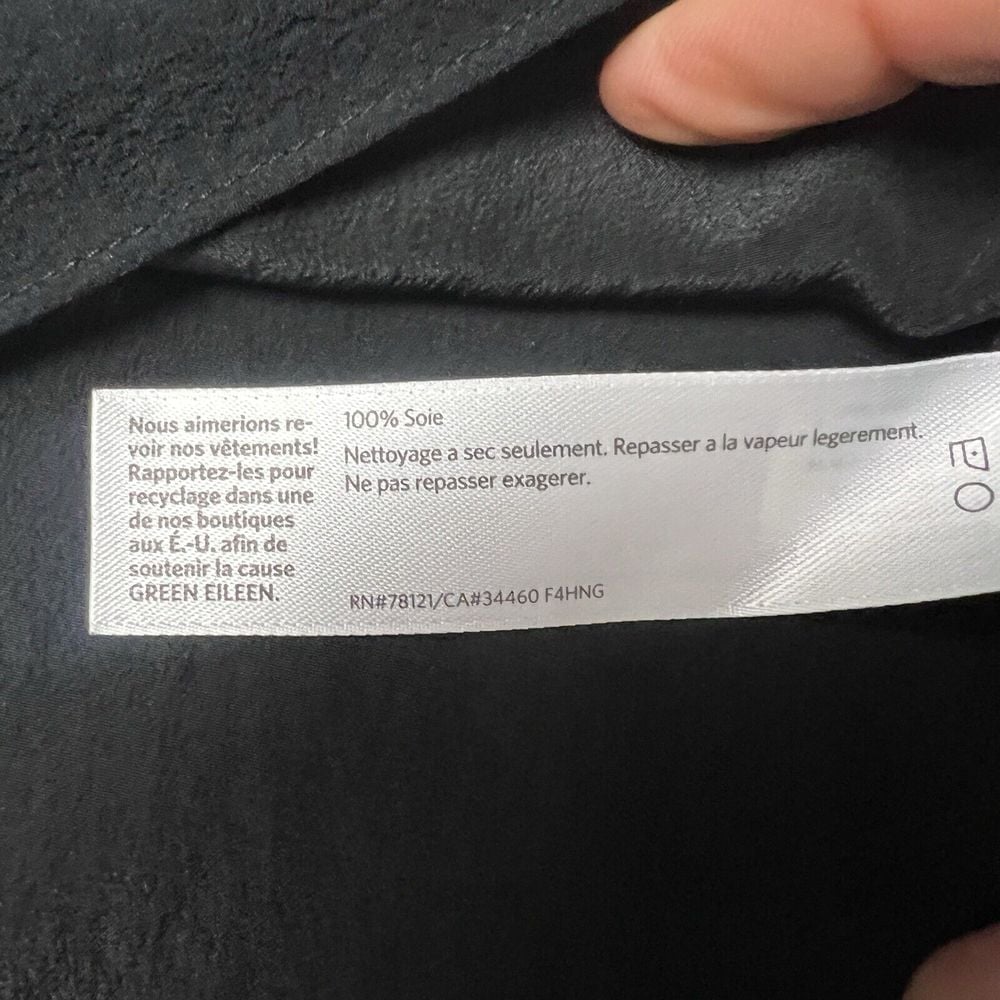 Nous aimerions re-
voir nos vêtements!
Rapportez-les pour
recyclage dans une
de nos boutiques
aux É.-U. afin de
soutenir la cause
GREEN EILEEN.
100% Soie
Nettoyage a sec seulement. Repasser a la vapeur legerement.
Ne pas repasser exagerer.
RN#78121/CA#34460 F4HNG